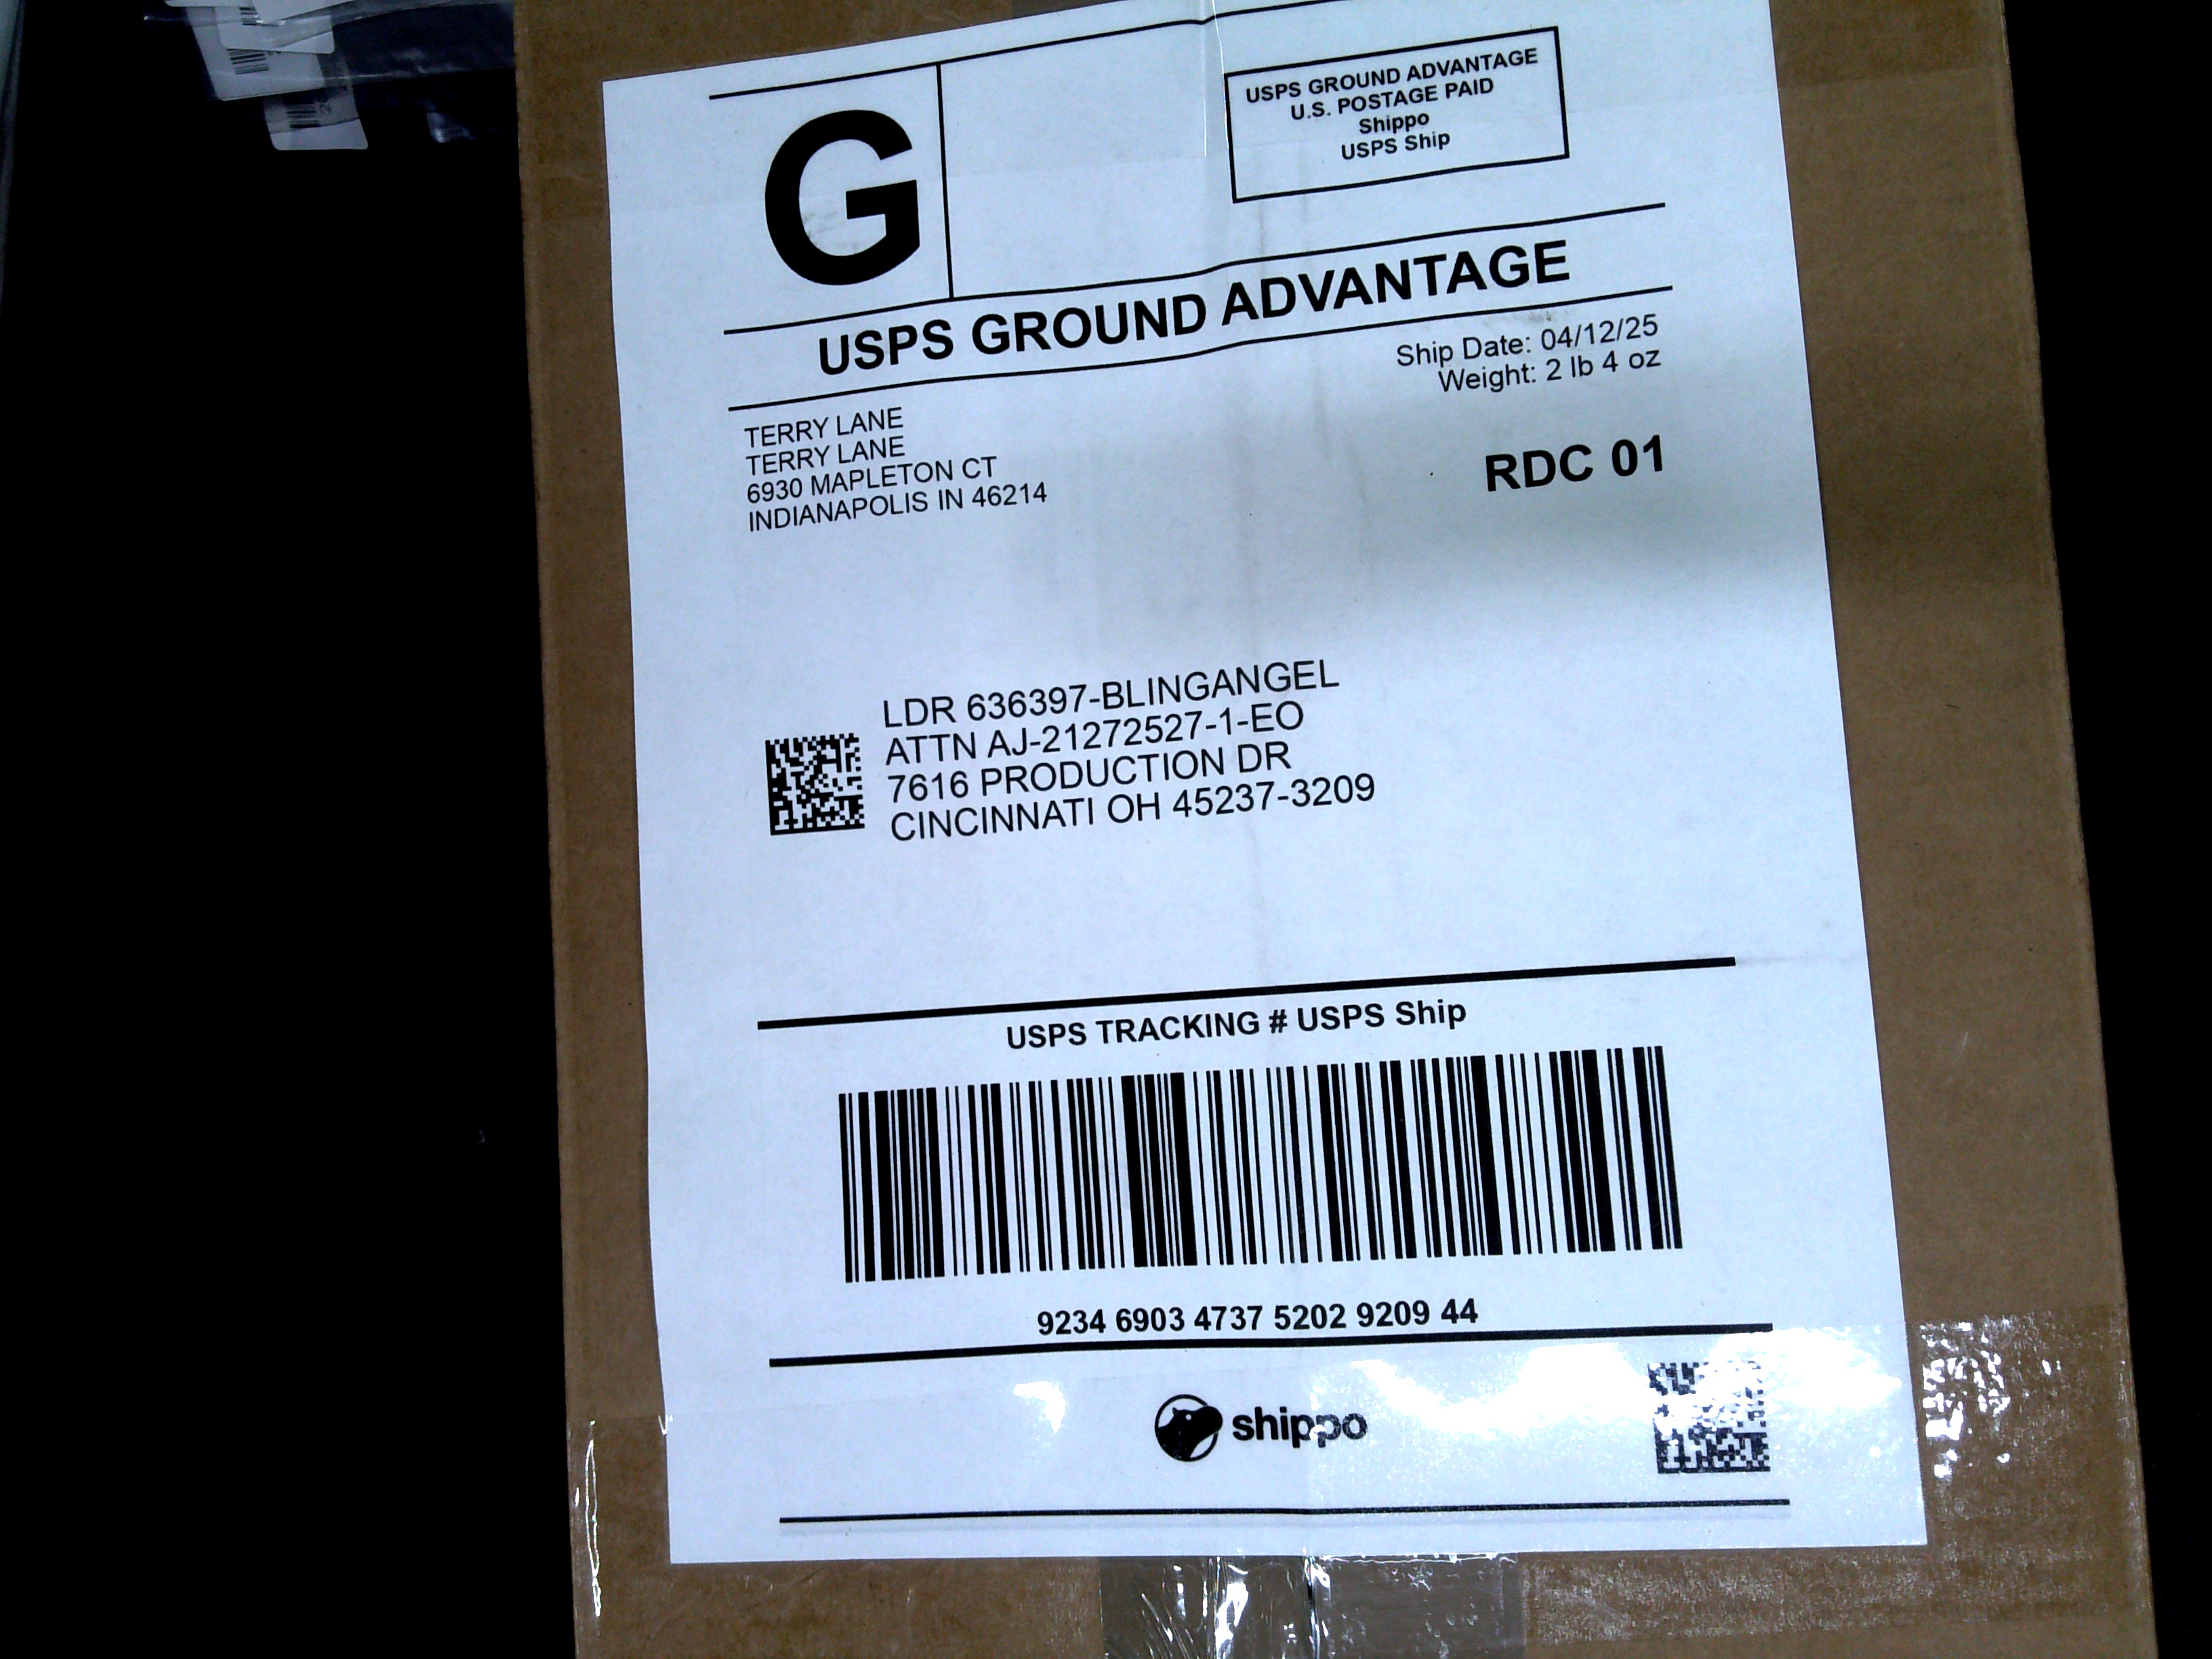 G
USPS GROUND ADVANTAGE
U.S. POSTAGE PAID
Shippo
USPS Ship
USPS GROUND ADVANTAGE
Ship Date: 04/12/25
Weight: 2 lb 4 oz
TERRY LANE
TERRY LANE
6930 MAPLETON CT
INDIANAPOLIS IN 46214
RDC 01
LDR 636397-BLINGANGEL
ATTN AJ-21272527-1-EO
7616 PRODUCTION DR
CINCINNATI OH 45237-3209
USPS TRACKING # USPS Ship
9234 6903 4737 5202 9209 44
shippo